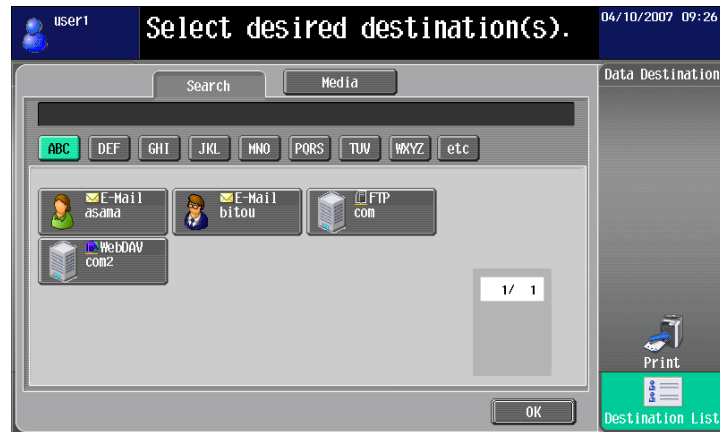 user1
Select desired destination(s).
04/10/2007 09:26
Data Destination
Search
Media
ABC DEF GHI JKL MNO PQRS TUV WXYZ etc
E-Mail
asama
E-Mail
bitou
FTP
com
WebDAV
com2
1/ 1
Print
OK
Destination List